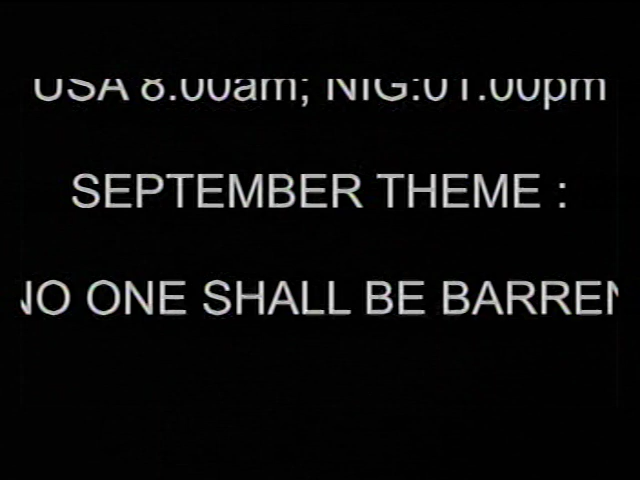 USA 8.00am; NIG:01.00pm
SEPTEMBER THEME :
NO ONE SHALL BE BARREN